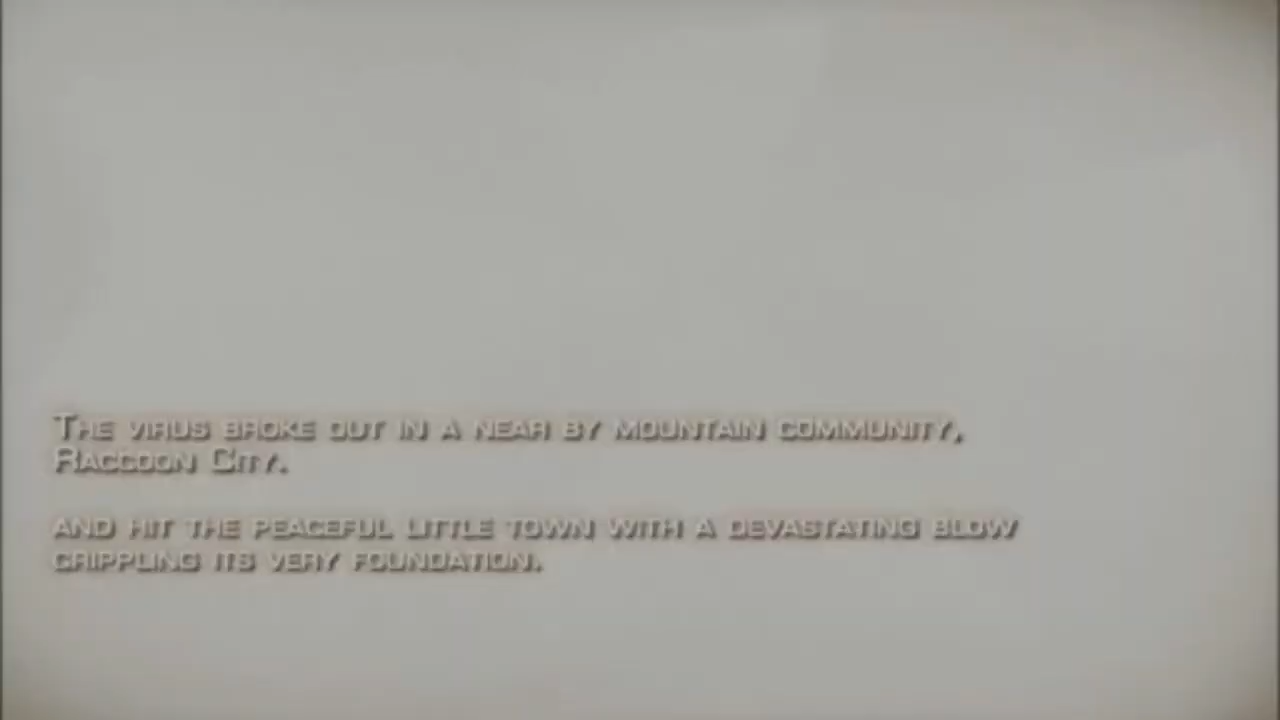 The virus broke out in a near by mountain community,
Raccoon City.
and hit the peaceful little town with a devastating blow
crippling its very foundation.